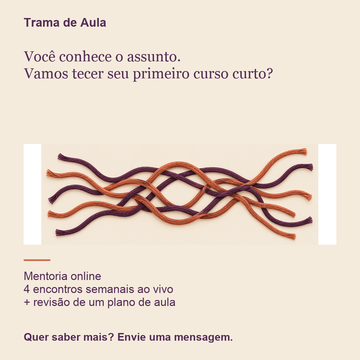 Trama de Aula
Você conhece o assunto.
Vamos tecer seu primeiro curso curto?
Mentoria online
4 encontros semanais ao vivo
+ revisão de um plano de aula
Quer saber mais? Envie uma mensagem.